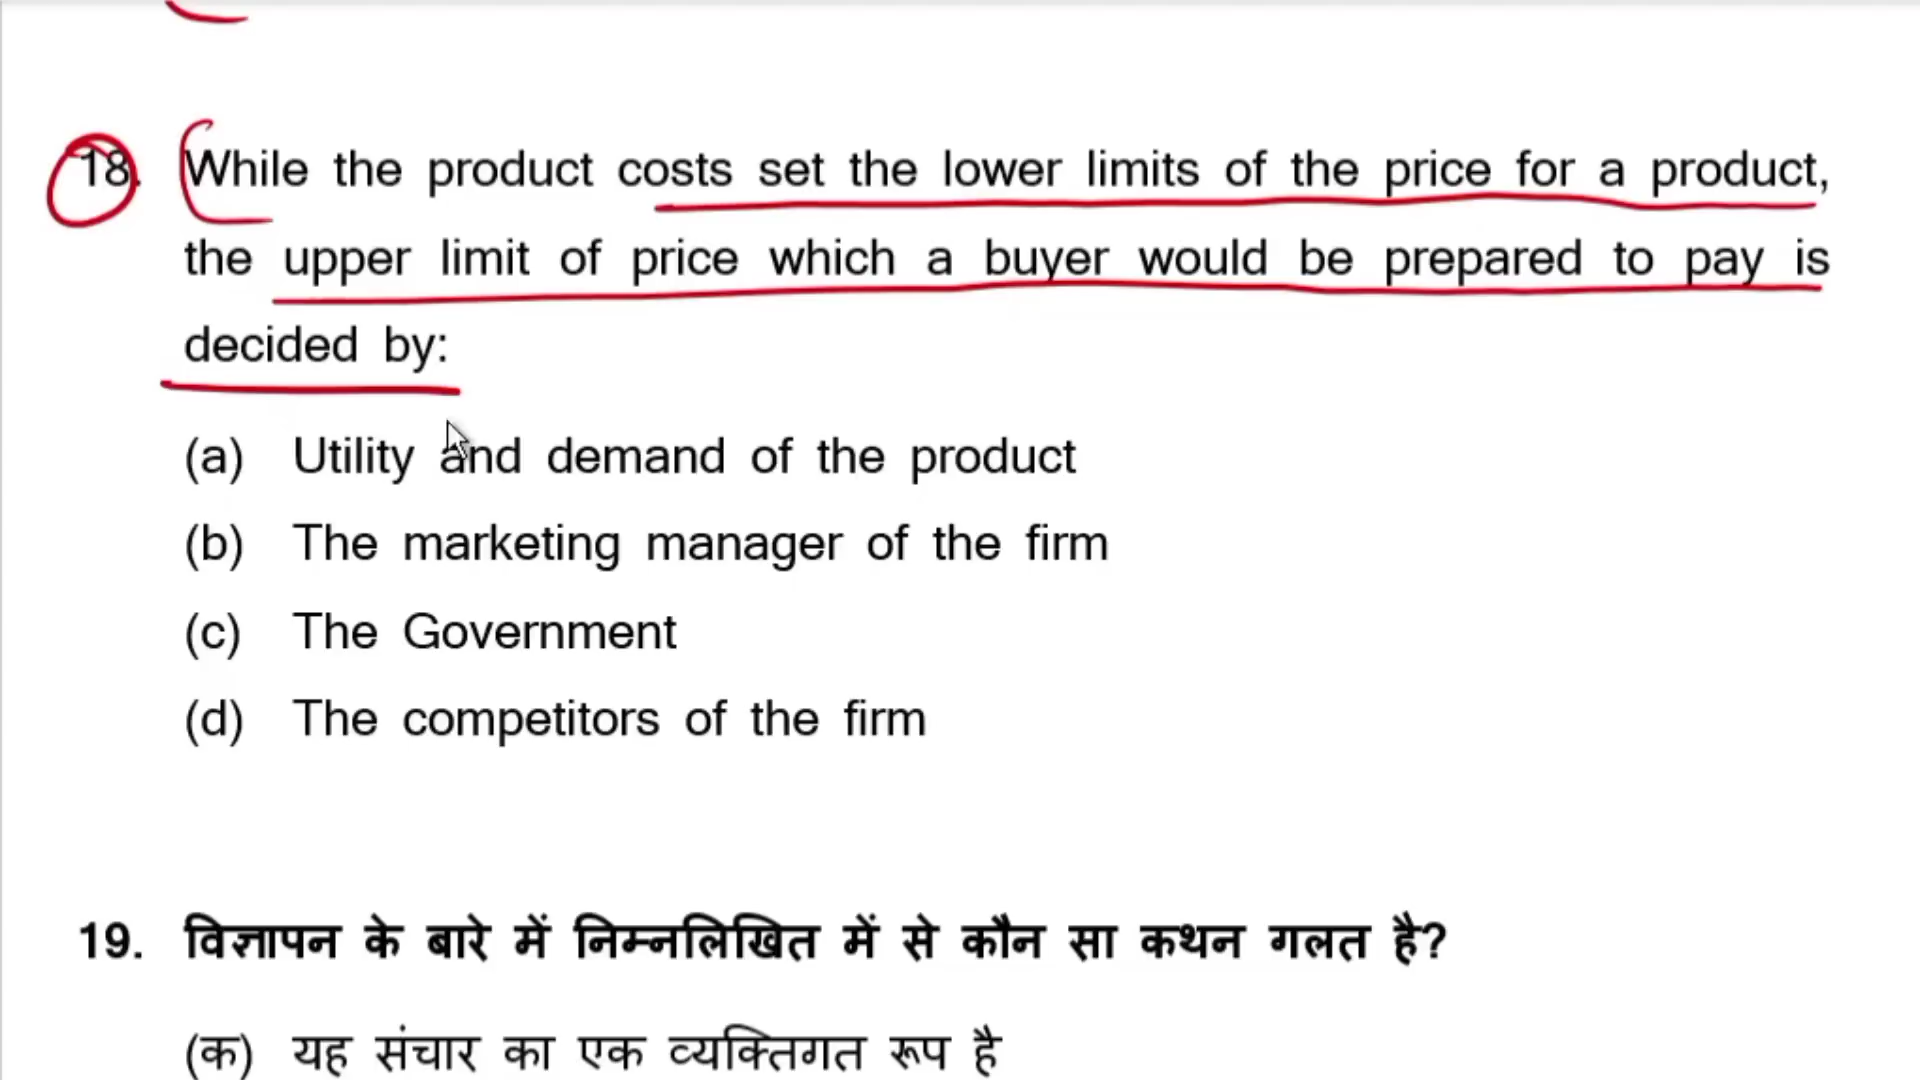 18. While the product costs set the lower limits of the price for a product,
the upper limit of price which a buyer would be prepared to pay is
decided by:
(a) Utility and demand of the product
(b) The marketing manager of the firm
(c) The Government
(d) The competitors of the firm
19. विज्ञापन के बारे में निम्नलिखित में से कौन सा कथन गलत है?
(क) यह संचार का एक व्यक्तिगत रूप है